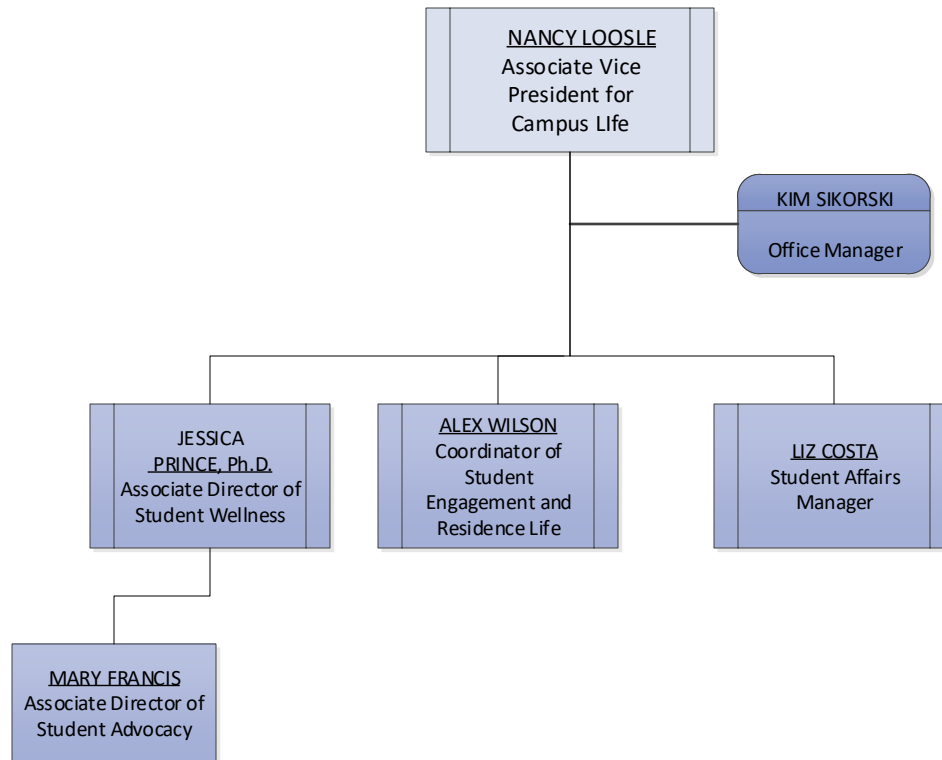 NANCY LOOSLE
Associate Vice
President for
Campus LIfe
KIM SIKORSKI
Office Manager
JESSICA
PRINCE, Ph.D.
Associate Director of
Student Wellness
ALEX WILSON
Coordinator of
Student
Engagement and
Residence Life
LIZ COSTA
Student Affairs
Manager
MARY FRANCIS
Associate Director of
Student Advocacy